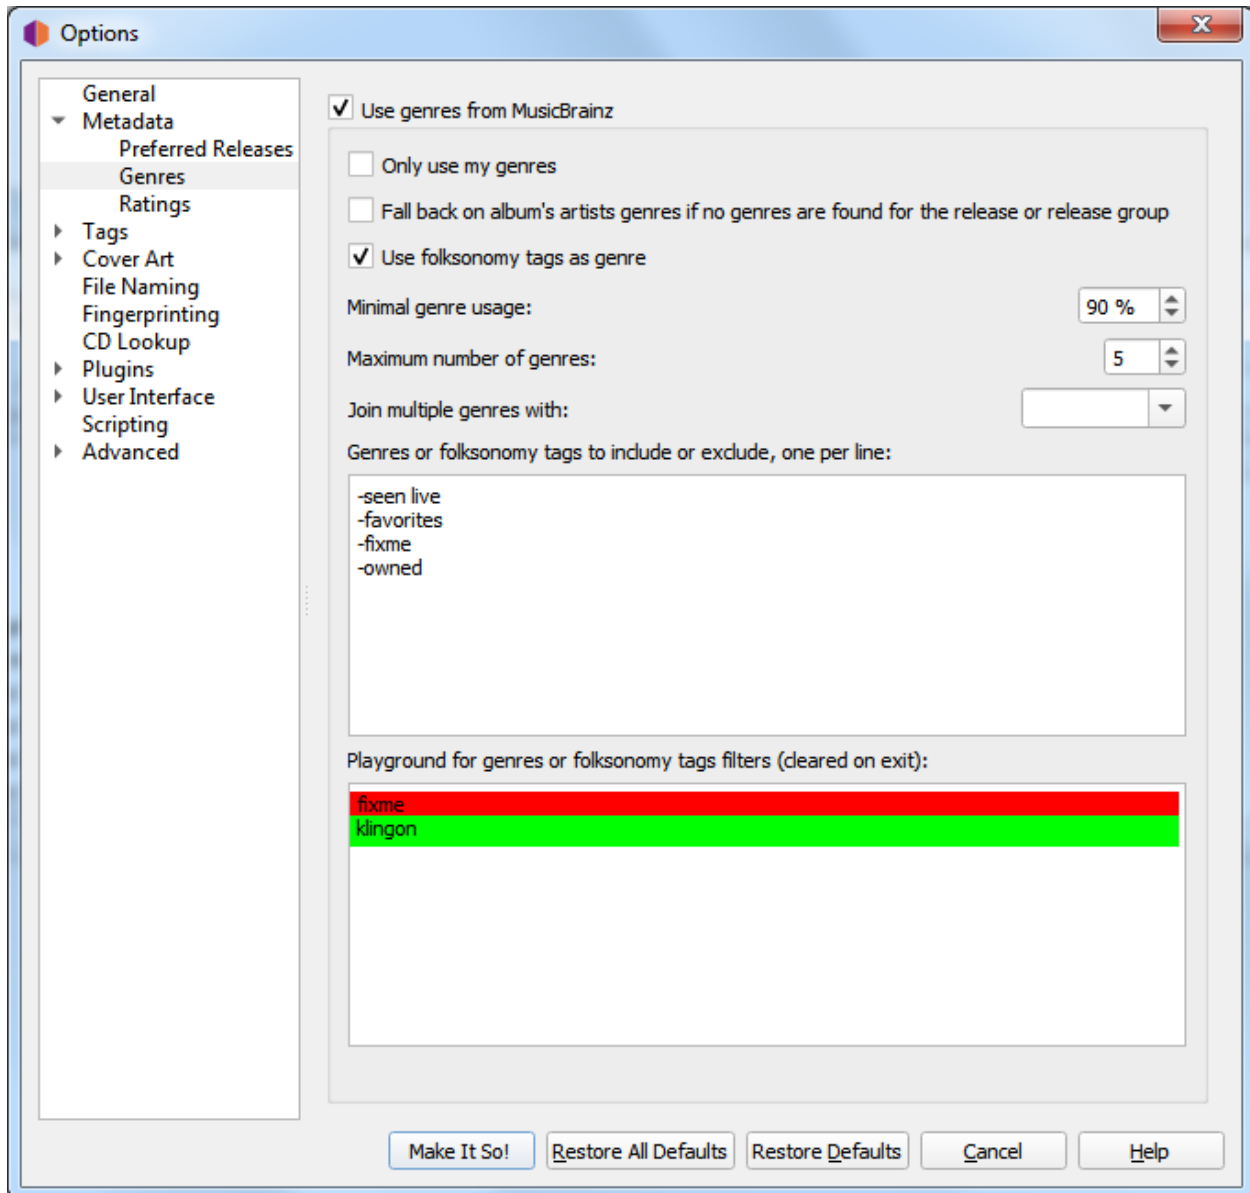 Options
General
Metadata
Preferred Releases
Genres
Ratings
Tags
Cover Art
File Naming
Fingerprinting
CD Lookup
Plugins
User Interface
Scripting
Advanced
Use genres from MusicBrainz
Only use my genres
Fall back on album's artists genres if no genres are found for the release or release group
Use folksonomy tags as genre
Minimal genre usage: 90 %
Maximum number of genres: 5
Join multiple genres with:
Genres or folksonomy tags to include or exclude, one per line:
-seen live
-favorites
-fixme
-owned
Playground for genres or folksonomy tags filters (cleared on exit):
fixme
klingon
Make It So! Restore All Defaults Restore Defaults Cancel Help